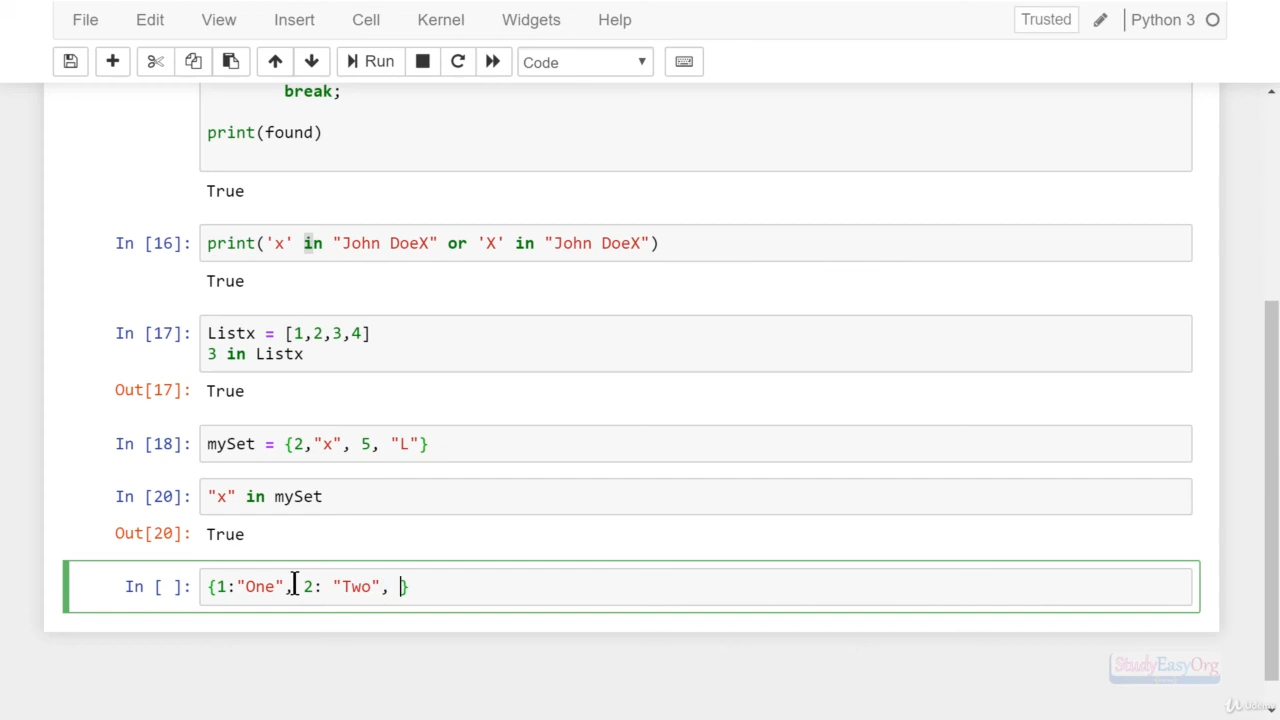 File Edit View Insert Cell Kernel Widgets Help Trusted Python 3
Run Code
break;
print(found)
True
In [16]: print('x' in "John DoeX" or 'X' in "John DoeX")
True
In [17]: Listx = [1,2,3,4]
3 in Listx
Out[17]: True
In [18]: mySet = {2,"x", 5, "L"}
In [20]: "x" in mySet
Out[20]: True
In [ ]: {1:"One", 2: "Two", }
StudyEasyOrg
Udemy